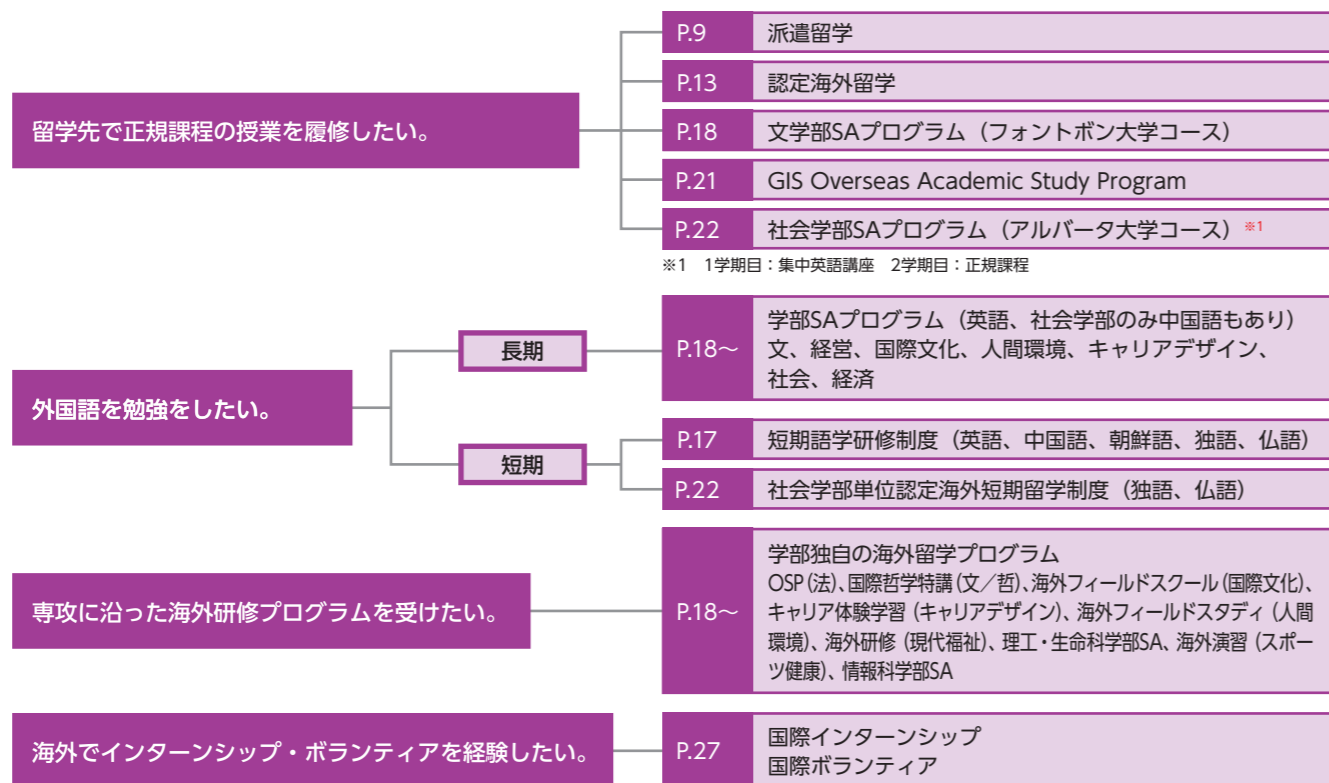 留学先で正規課程の授業を履修したい。
P.9 派遣留学
P.13 認定海外留学
P.18 文学部SAプログラム（フォントボン大学コース）
P.21 GIS Overseas Academic Study Program
P.22 社会学部SAプログラム（アルバータ大学コース）※1
※1 1学期目：集中英語講座 2学期目：正規課程
外国語を勉強をしたい。
長期
P.18～
学部SAプログラム（英語、社会学部のみ中国語もあり）
文、経営、国際文化、人間環境、キャリアデザイン、
社会、経済
短期
P.17 短期語学研修制度（英語、中国語、朝鮮語、独語、仏語）
P.22 社会学部単位認定海外短期留学制度（独語、仏語）
専攻に沿った海外研修プログラムを受けたい。
P.18～
学部独自の海外留学プログラム
OSP（法）、国際哲学特講（文／哲）、海外フィールドスクール（国際文化）、
キャリア体験学習（キャリアデザイン）、海外フィールドスタディ（人間
環境）、海外研修（現代福祉）、理工・生命科学部SA、海外演習（スポー
ツ健康）、情報科学部SA
海外でインターンシップ・ボランティアを経験したい。
P.27
国際インターンシップ
国際ボランティア